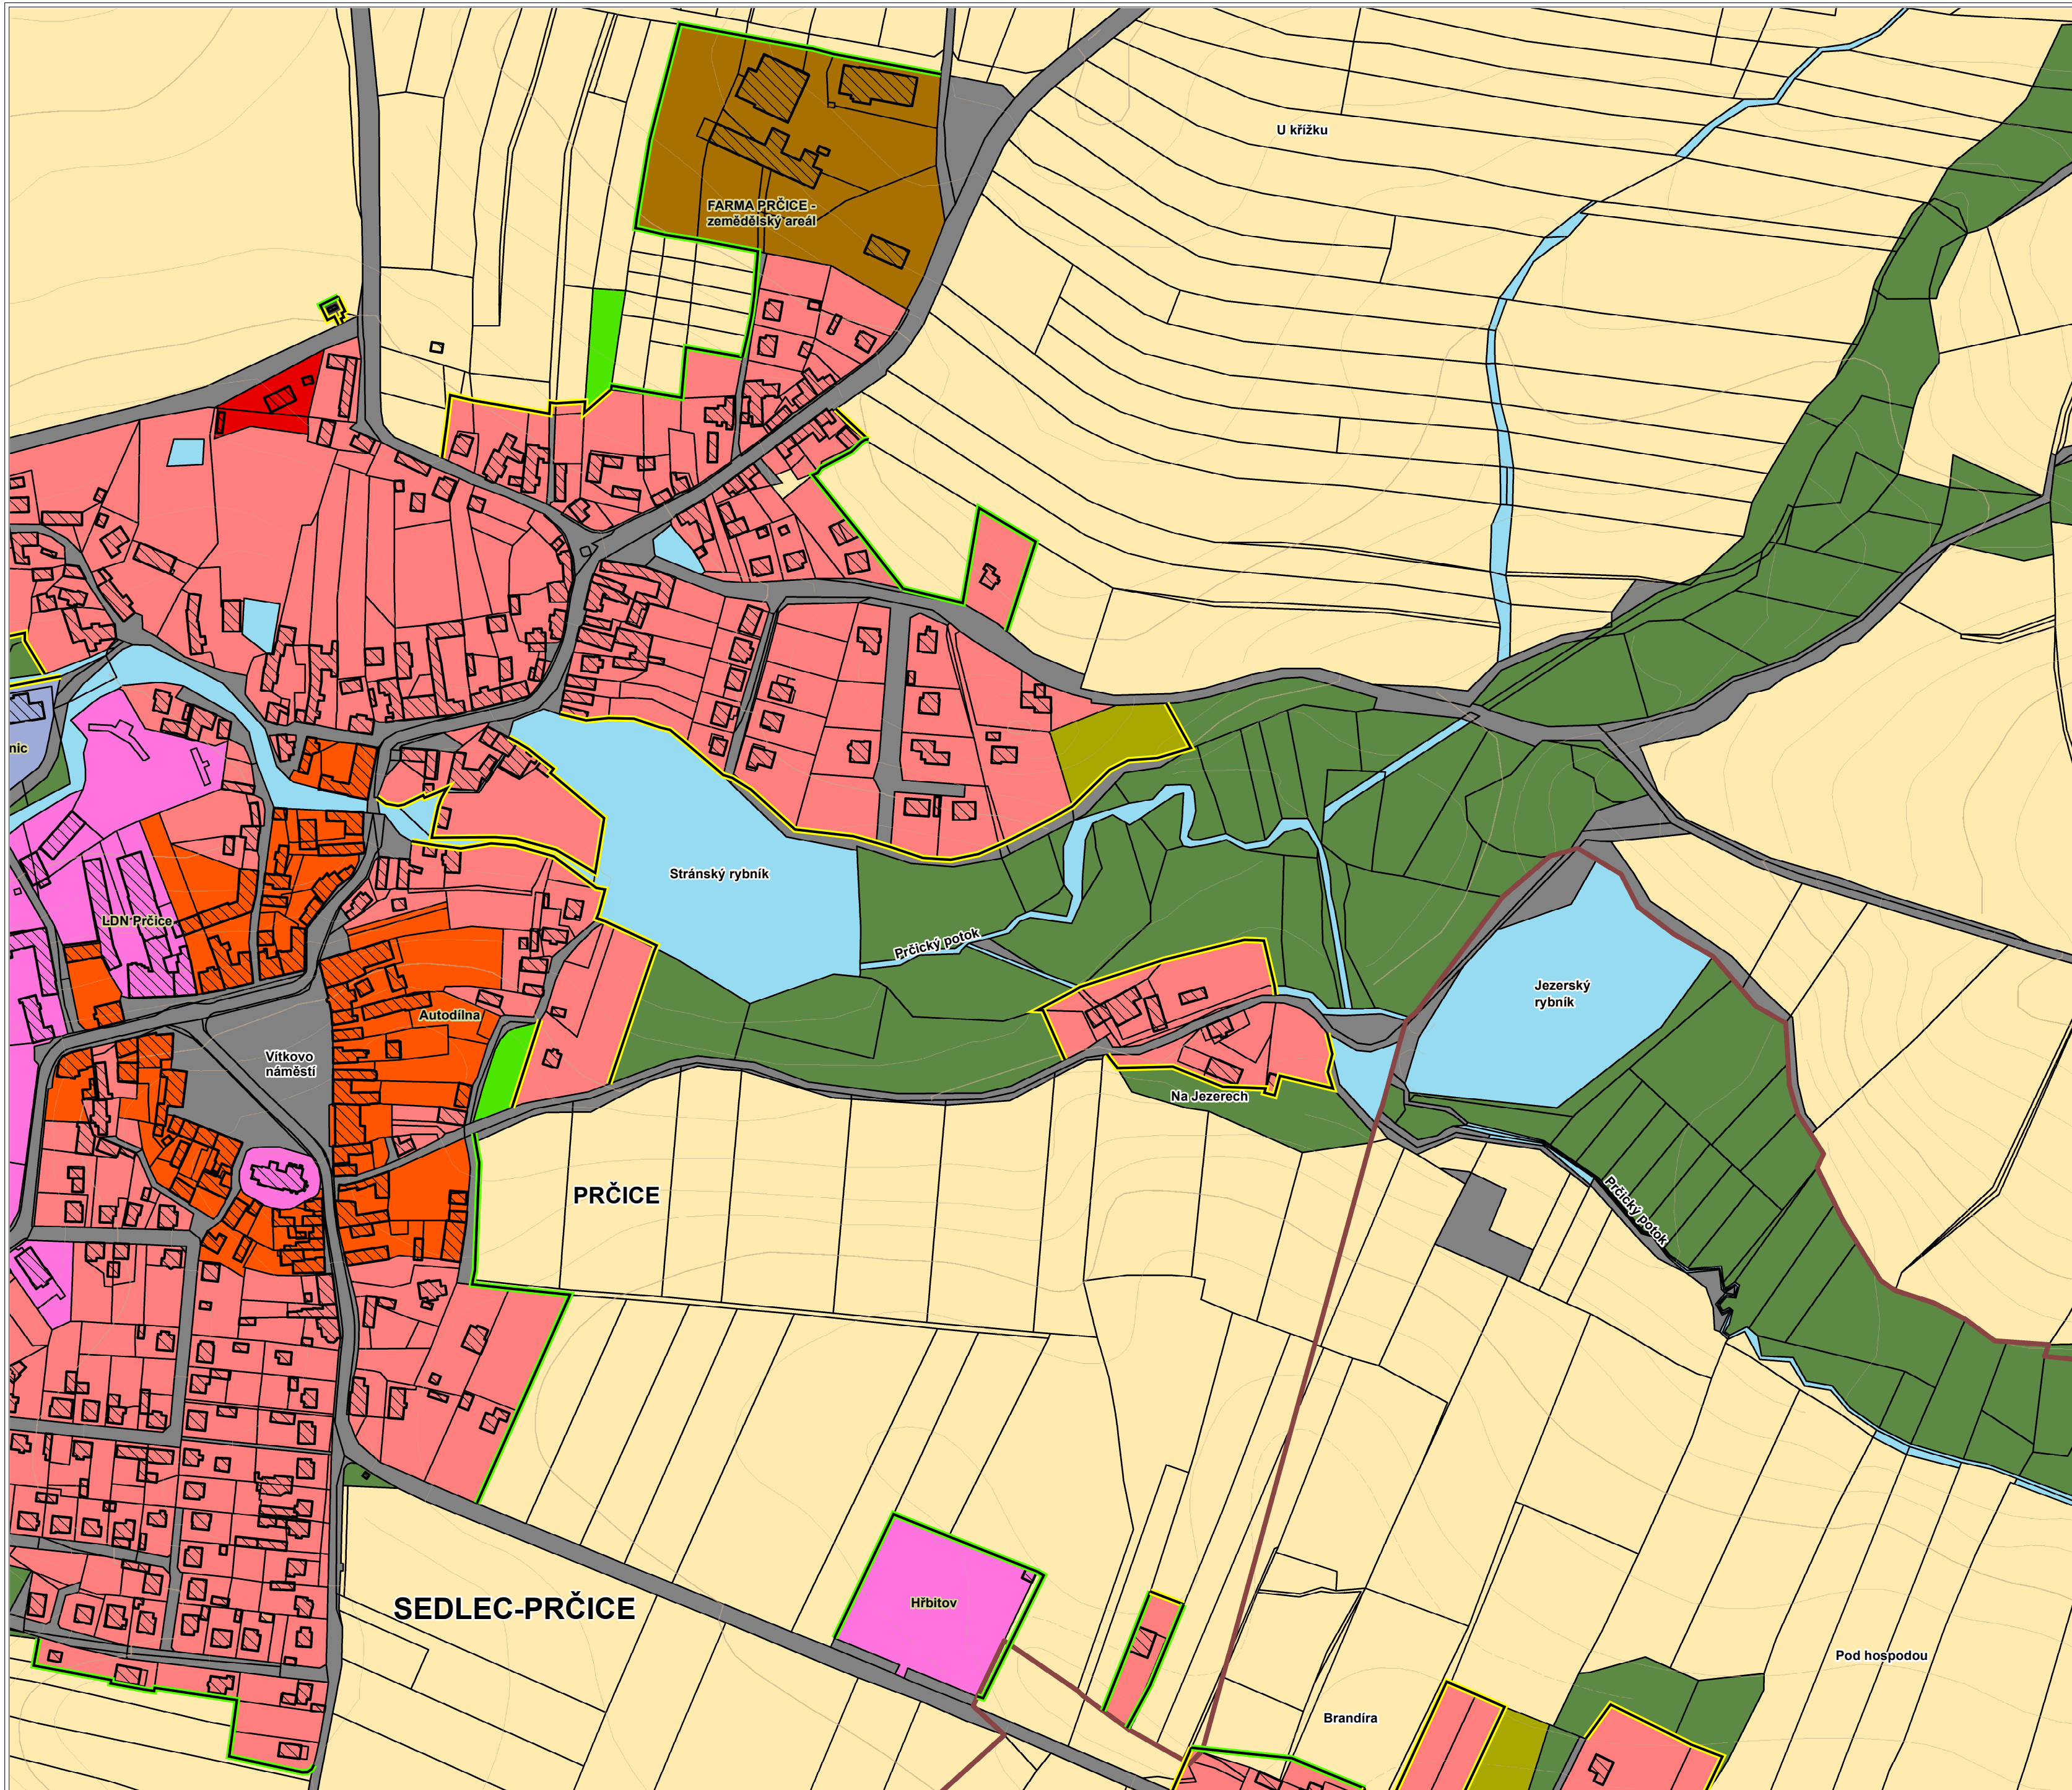 U křížku
FARMA PRČICE -
zemědělský areál
nic
Stránský rybník
LDN Prčice
Prčický potok
Jezerský
rybník
Autodílna
Vítkovo
náměstí
Na Jezerech
PRČICE
Prčický potok
SEDLEC-PRČICE
Hřbitov
Pod hospodou
Brandíra